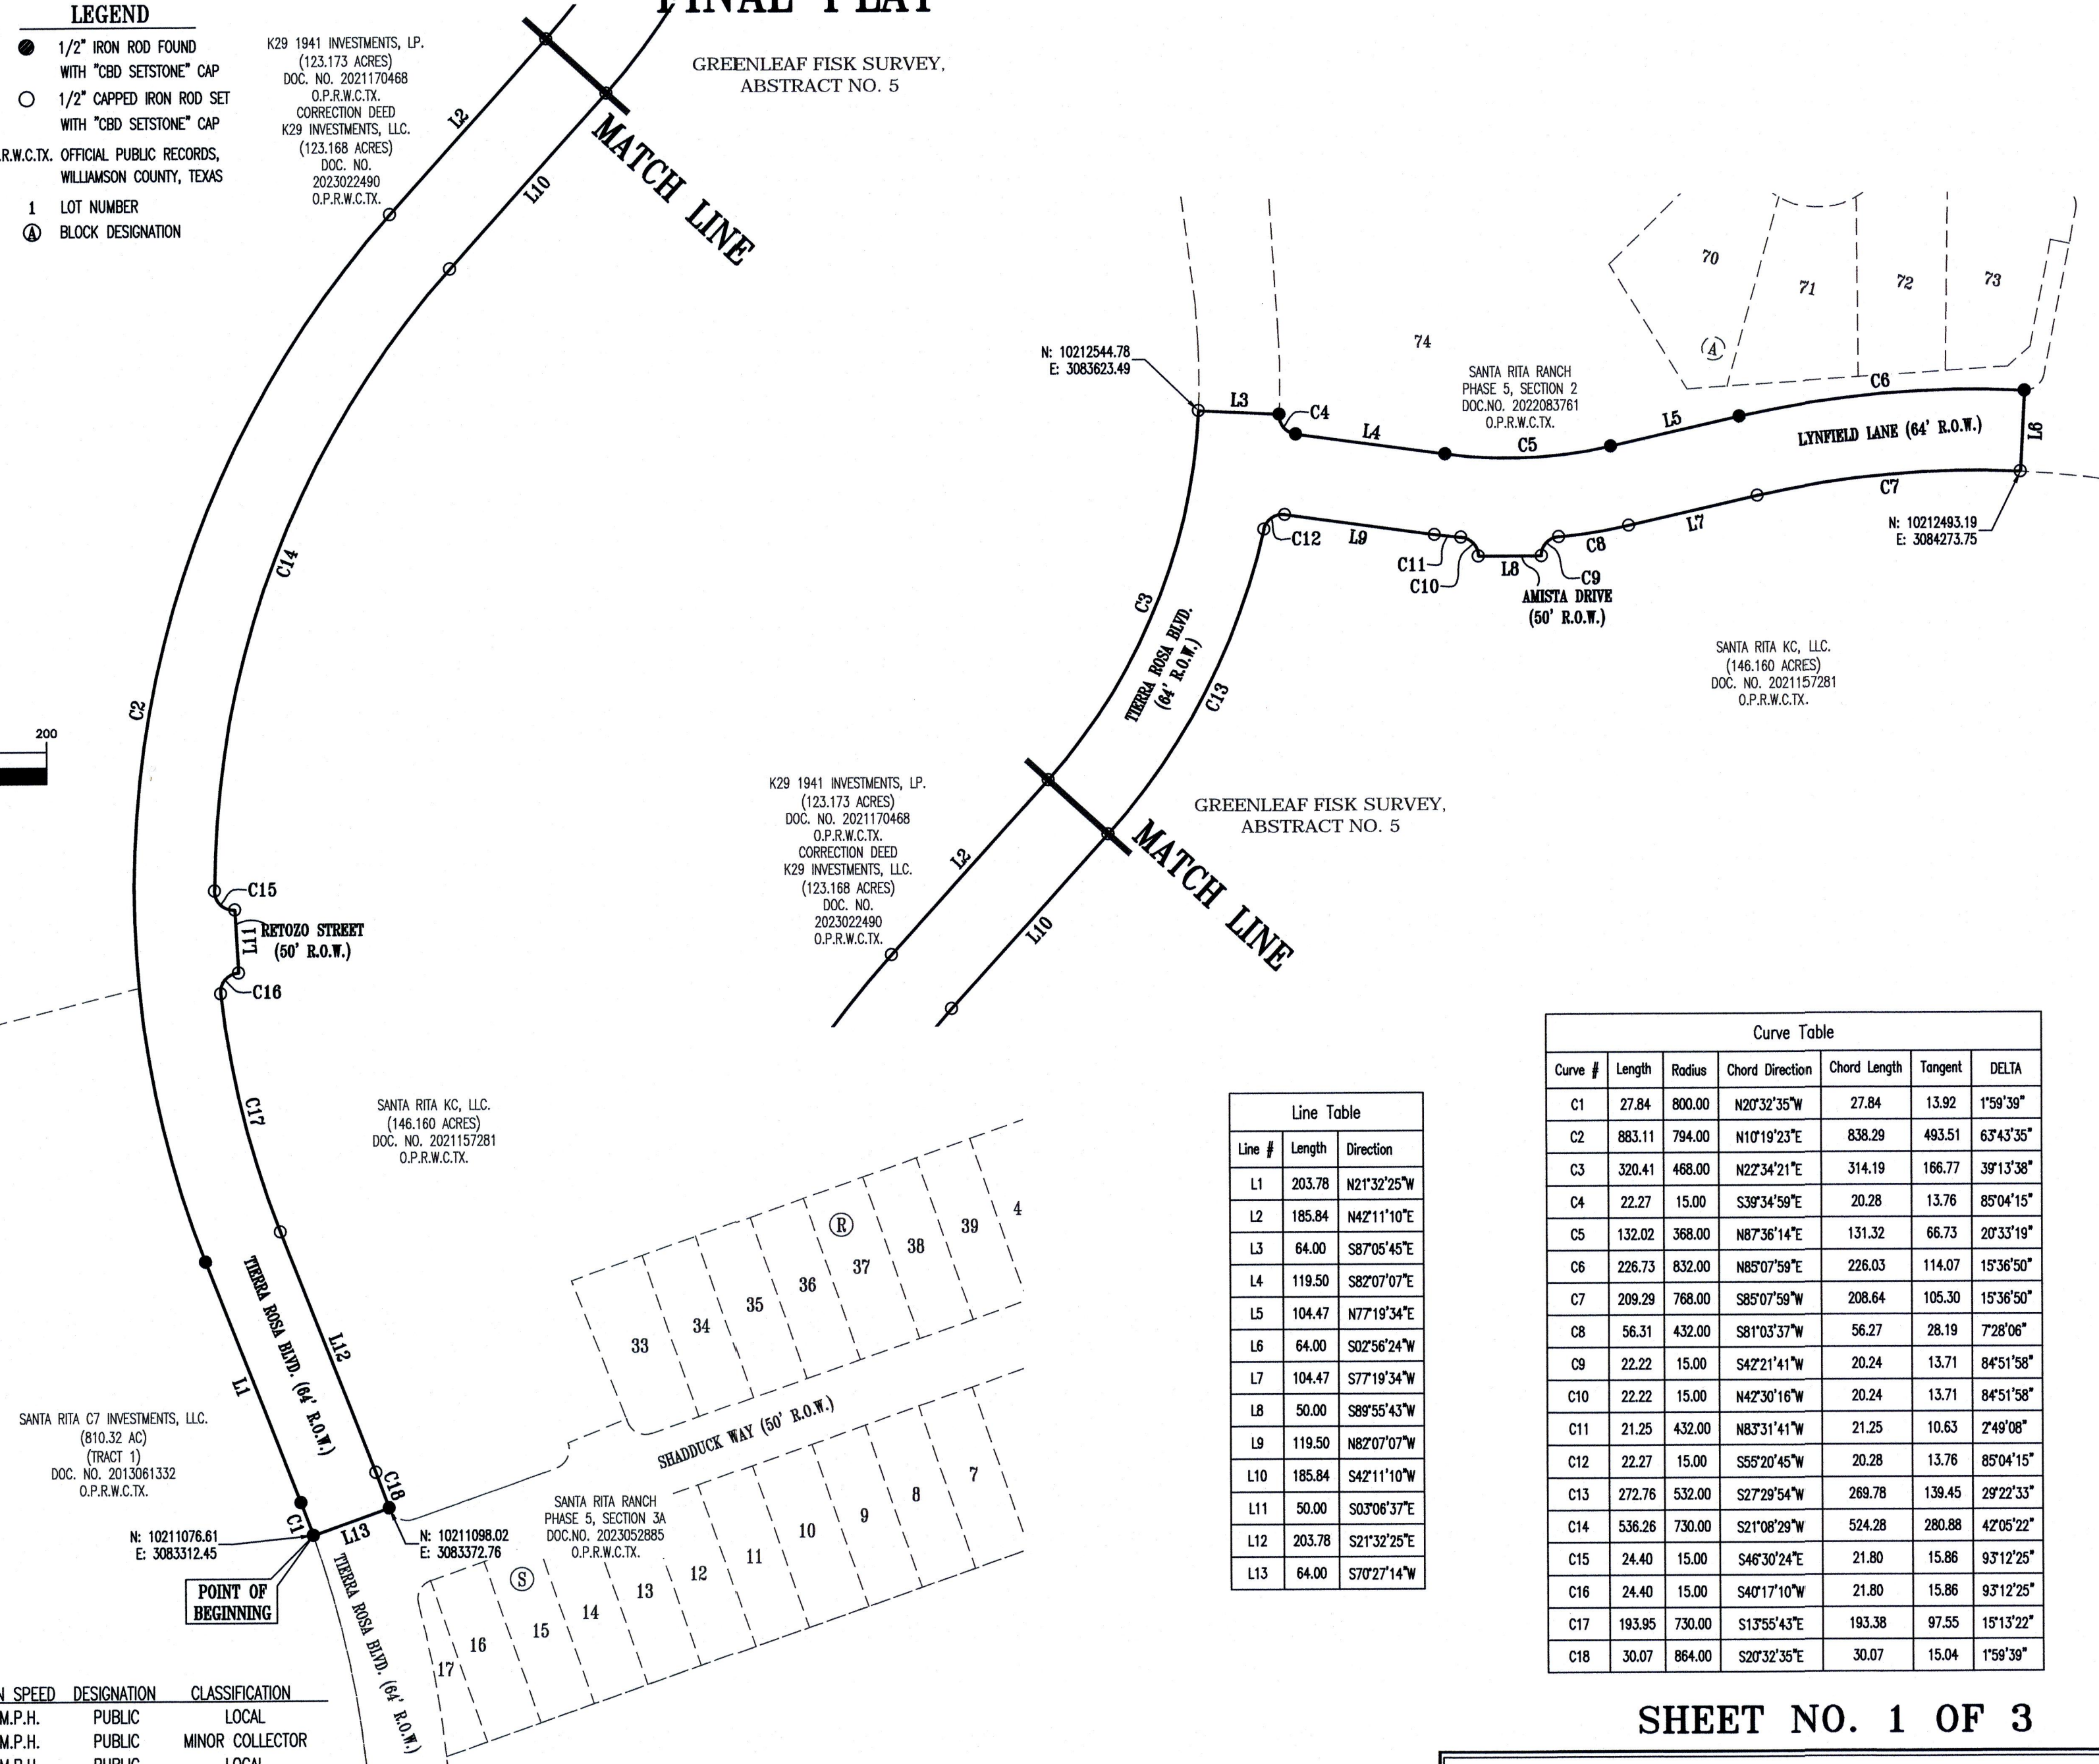 FINAL PLAT
LEGEND
1/2" IRON ROD FOUND
WITH "CBD SETSTONE" CAP
1/2" CAPPED IRON ROD SET
WITH "CBD SETSTONE" CAP
.R.W.C.TX. OFFICIAL PUBLIC RECORDS,
WILLIAMSON COUNTY, TEXAS
1 LOT NUMBER
A BLOCK DESIGNATION
K29 1941 INVESTMENTS, LP.
(123.173 ACRES)
DOC. NO. 2021170468
O.P.R.W.C.TX.
CORRECTION DEED
K29 INVESTMENTS, LLC.
(123.168 ACRES)
DOC. NO.
2023022490
O.P.R.W.C.TX.
GREENLEAF FISK SURVEY,
ABSTRACT NO. 5
L2
L10
MATCH LINE
C14
C2
200
C15
L11
RETOZO STREET
(50' R.O.W.)
C16
C17
SANTA RITA KC, LLC.
(146.160 ACRES)
DOC. NO. 2021157281
O.P.R.W.C.TX.
TIERRA ROSA BLVD. (64' R.O.W.)
L12
L1
SANTA RITA C7 INVESTMENTS, LLC.
(810.32 AC)
(TRACT 1)
DOC. NO. 2013061332
O.P.R.W.C.TX.
C18
C1
L13
N: 10211076.61
E: 3083312.45
N: 10211098.02
E: 3083372.76
POINT OF
BEGINNING
TIERRA ROSA BLVD. (64' R.O.W.)
R
33
34
35
36
37
38
39
4
SHADDUCK WAY (50' R.O.W.)
SANTA RITA RANCH
PHASE 5, SECTION 3A
DOC.NO. 2023052885
O.P.R.W.C.TX.
S
17
16
15
14
13
12
11
10
9
8
7
N SPEED DESIGNATION CLASSIFICATION
M.P.H. PUBLIC LOCAL
M.P.H. PUBLIC MINOR COLLECTOR
M.P.H. PUBLIC LOCAL
70
71
72
73
A
74
N: 10212544.78
E: 3083623.49
L3
C4
L4
SANTA RITA RANCH
PHASE 5, SECTION 2
DOC.NO. 2022083761
O.P.R.W.C.TX.
C5
L5
C6
LYNFIELD LANE (64' R.O.W.)
L6
C7
N: 10212493.19
E: 3084273.75
C12
L9
C11
C10
L8
C9
C8
L7
AMISTA DRIVE
(50' R.O.W.)
C3
TIERRA ROSA BLVD.
(64' R.O.W.)
C13
SANTA RITA KC, LLC.
(146.160 ACRES)
DOC. NO. 2021157281
O.P.R.W.C.TX.
K29 1941 INVESTMENTS, LP.
(123.173 ACRES)
DOC. NO. 2021170468
O.P.R.W.C.TX.
CORRECTION DEED
K29 INVESTMENTS, LLC.
(123.168 ACRES)
DOC. NO.
2023022490
O.P.R.W.C.TX.
GREENLEAF FISK SURVEY,
ABSTRACT NO. 5
L2
L10
MATCH LINE
Line Table
Line # Length Direction
L1 203.78 N21°32'25"W
L2 185.84 N42°11'10"E
L3 64.00 S87°05'45"E
L4 119.50 S82°07'07"E
L5 104.47 N77°19'34"E
L6 64.00 S02°56'24"W
L7 104.47 S77°19'34"W
L8 50.00 S89°55'43"W
L9 119.50 N82°07'07"W
L10 185.84 S42°11'10"W
L11 50.00 S03°06'37"E
L12 203.78 S21°32'25"E
L13 64.00 S70°27'14"W
Curve Table
Curve # Length Radius Chord Direction Chord Length Tangent DELTA
C1 27.84 800.00 N20°32'35"W 27.84 13.92 1°59'39"
C2 883.11 794.00 N10°19'23"E 838.29 493.51 63°43'35"
C3 320.41 468.00 N22°34'21"E 314.19 166.77 39°13'38"
C4 22.27 15.00 S39°34'59"E 20.28 13.76 85°04'15"
C5 132.02 368.00 N87°36'14"E 131.32 66.73 20°33'19"
C6 226.73 832.00 N85°07'59"E 226.03 114.07 15°36'50"
C7 209.29 768.00 S85°07'59"W 208.64 105.30 15°36'50"
C8 56.31 432.00 S81°03'37"W 56.27 28.19 7°28'06"
C9 22.22 15.00 S42°21'41"W 20.24 13.71 84°51'58"
C10 22.22 15.00 N42°30'16"W 20.24 13.71 84°51'58"
C11 21.25 432.00 N83°31'41"W 21.25 10.63 2°49'08"
C12 22.27 15.00 S55°20'45"W 20.28 13.76 85°04'15"
C13 272.76 532.00 S27°29'54"W 269.78 139.45 29°22'33"
C14 536.26 730.00 S21°08'29"W 524.28 280.88 42°05'22"
C15 24.40 15.00 S46°30'24"E 21.80 15.86 93°12'25"
C16 24.40 15.00 S40°17'10"W 21.80 15.86 93°12'25"
C17 193.95 730.00 S13°55'43"E 193.38 97.55 15°13'22"
C18 30.07 864.00 S20°32'35"E 30.07 15.04 1°59'39"
SHEET NO. 1 OF 3